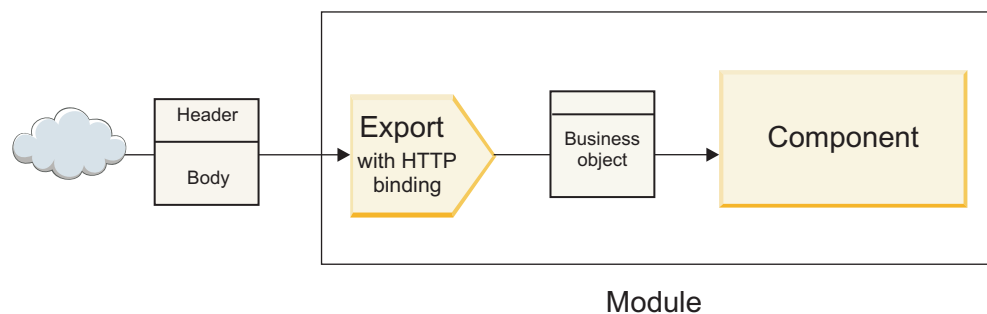 Header
Body
Export
with HTTP
binding
Business
object
Component
Module